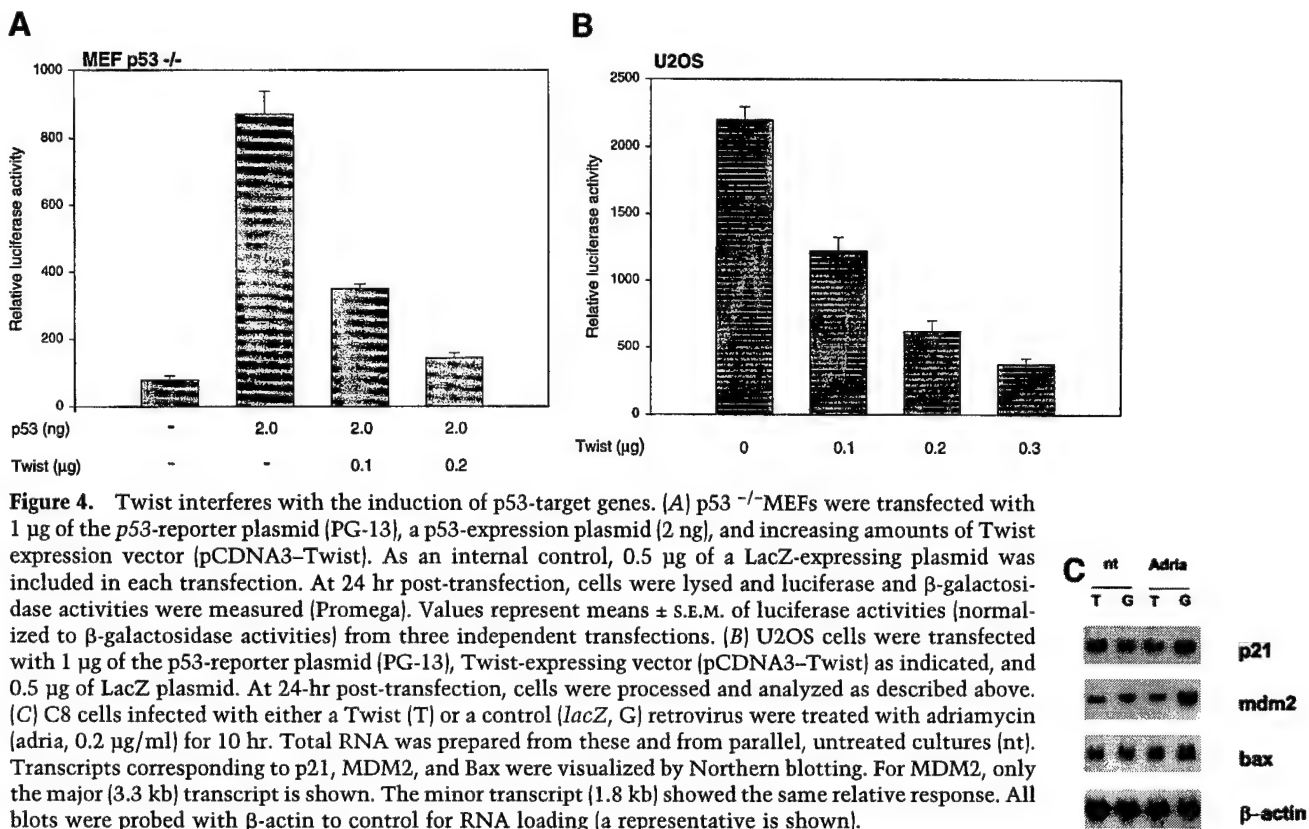 A
MEF p53 -/-
1000
800
600
400
200
0
Relative luciferase activity
p53 (ng) - 2.0 2.0 2.0
Twist (µg) - - 0.1 0.2
B
U2OS
2500
2000
1500
1000
500
0
Relative luciferase activity
Twist (µg) 0 0.1 0.2 0.3
Figure 4. Twist interferes with the induction of p53-target genes. (A) p53 -/-MEFs were transfected with
1 µg of the p53-reporter plasmid (PG-13), a p53-expression plasmid (2 ng), and increasing amounts of Twist
expression vector (pCDNA3–Twist). As an internal control, 0.5 µg of a LacZ-expressing plasmid was
included in each transfection. At 24 hr post-transfection, cells were lysed and luciferase and β-galactosi-
dase activities were measured (Promega). Values represent means ± S.E.M. of luciferase activities (normal-
ized to β-galactosidase activities) from three independent transfections. (B) U2OS cells were transfected
with 1 µg of the p53-reporter plasmid (PG-13), Twist-expressing vector (pCDNA3–Twist) as indicated, and
0.5 µg of LacZ plasmid. At 24-hr post-transfection, cells were processed and analyzed as described above.
(C) C8 cells infected with either a Twist (T) or a control (lacZ, G) retrovirus were treated with adriamycin
(adria, 0.2 µg/ml) for 10 hr. Total RNA was prepared from these and from parallel, untreated cultures (nt).
Transcripts corresponding to p21, MDM2, and Bax were visualized by Northern blotting. For MDM2, only
the major (3.3 kb) transcript is shown. The minor transcript (1.8 kb) showed the same relative response. All
blots were probed with β-actin to control for RNA loading (a representative is shown).
C
nt Adria
T G T G
p21
mdm2
bax
β-actin